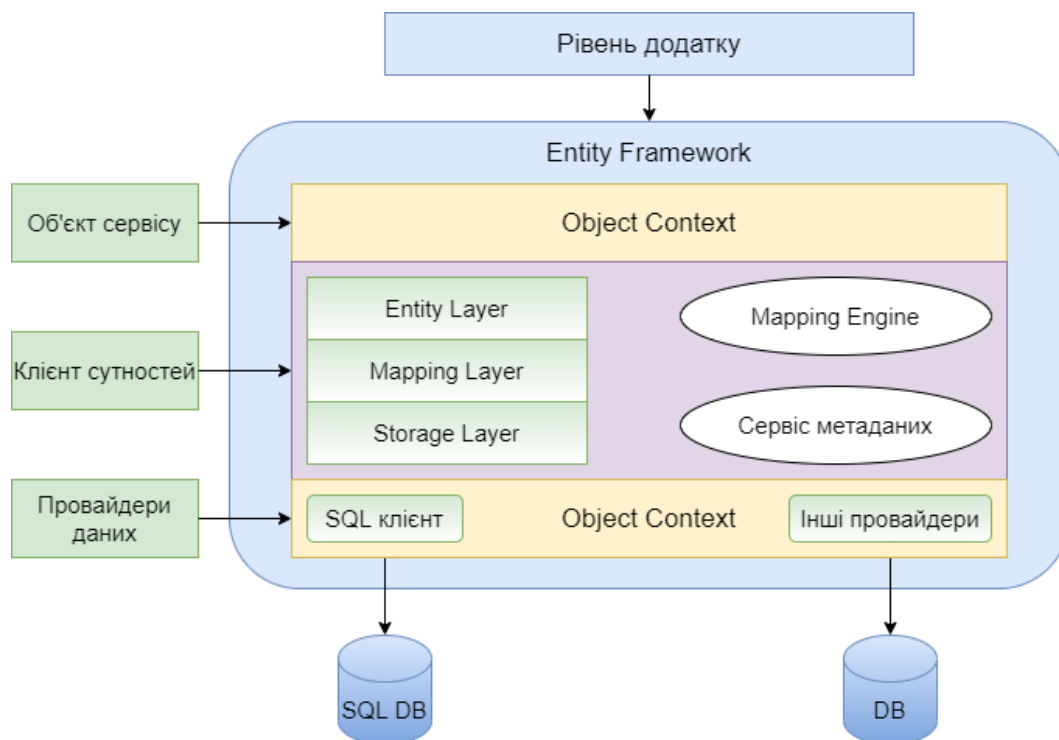 Рівень додатку
Entity Framework
Об'єкт сервісу
Object Context
Entity Layer
Mapping Engine
Клієнт сутностей
Mapping Layer
Storage Layer
Сервіс метаданих
Провайдери
даних
SQL клієнт
Object Context
Інші провайдери
SQL DB
DB